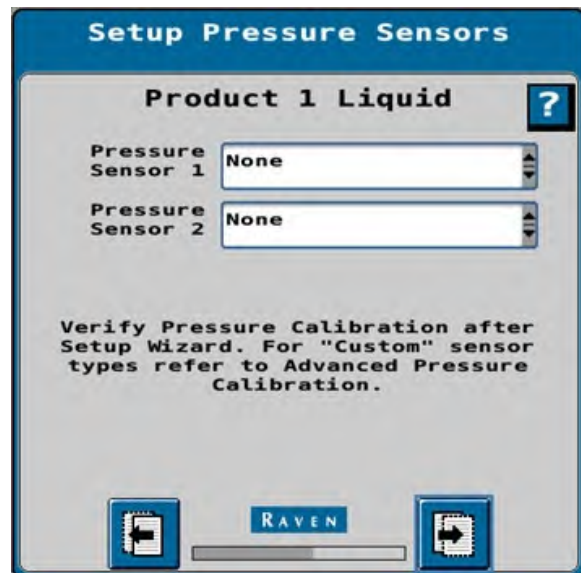 Setup Pressure Sensors
Product 1 Liquid
?
Pressure
Sensor 1
None
Pressure
Sensor 2
None
Verify Pressure Calibration after
Setup Wizard. For "Custom" sensor
types refer to Advanced Pressure
Calibration.
RAVEN